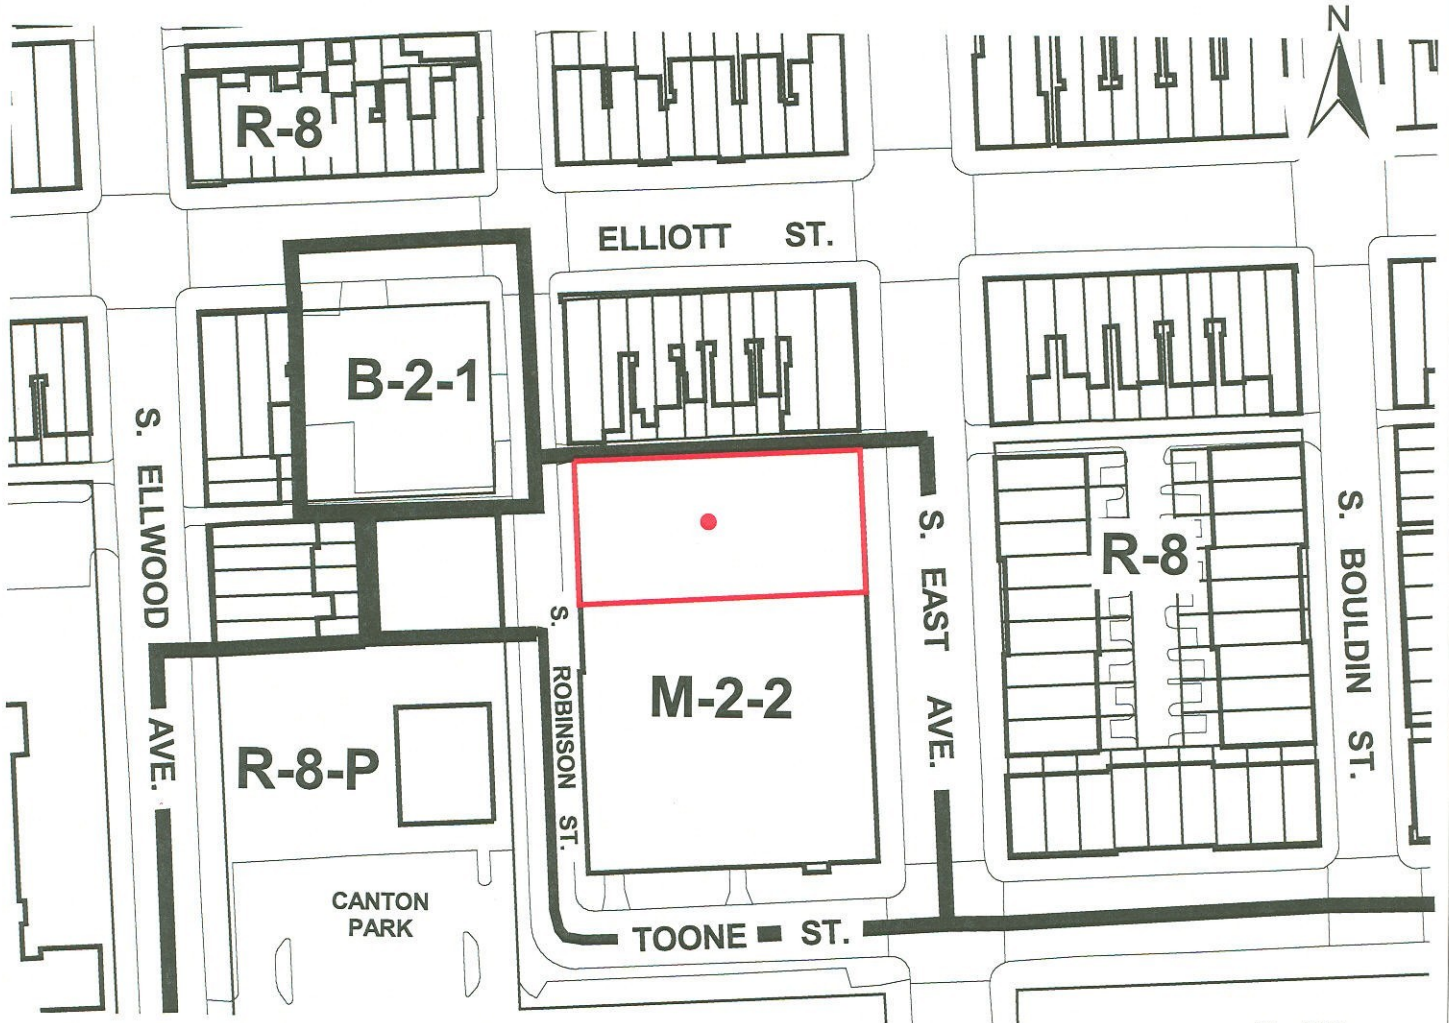 N
R-8
ELLIOTT ST.
B-2-1
S. ELLWOOD AVE.
S. ROBINSON ST.
S. EAST AVE.
R-8
S. BOULDIN ST.
M-2-2
R-8-P
CANTON
PARK
TOONE ST.